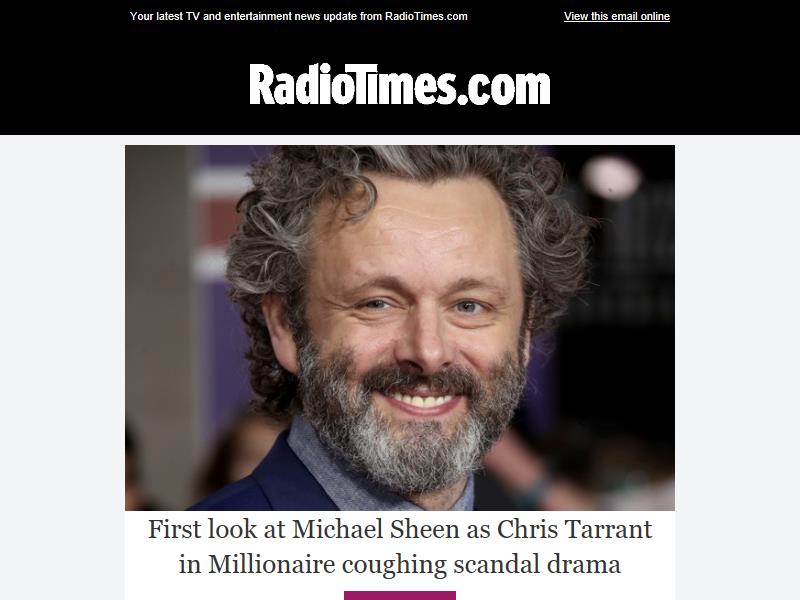 Your latest TV and entertainment news update from RadioTimes.com
View this email online
RadioTimes.com
First look at Michael Sheen as Chris Tarrant
in Millionaire coughing scandal drama